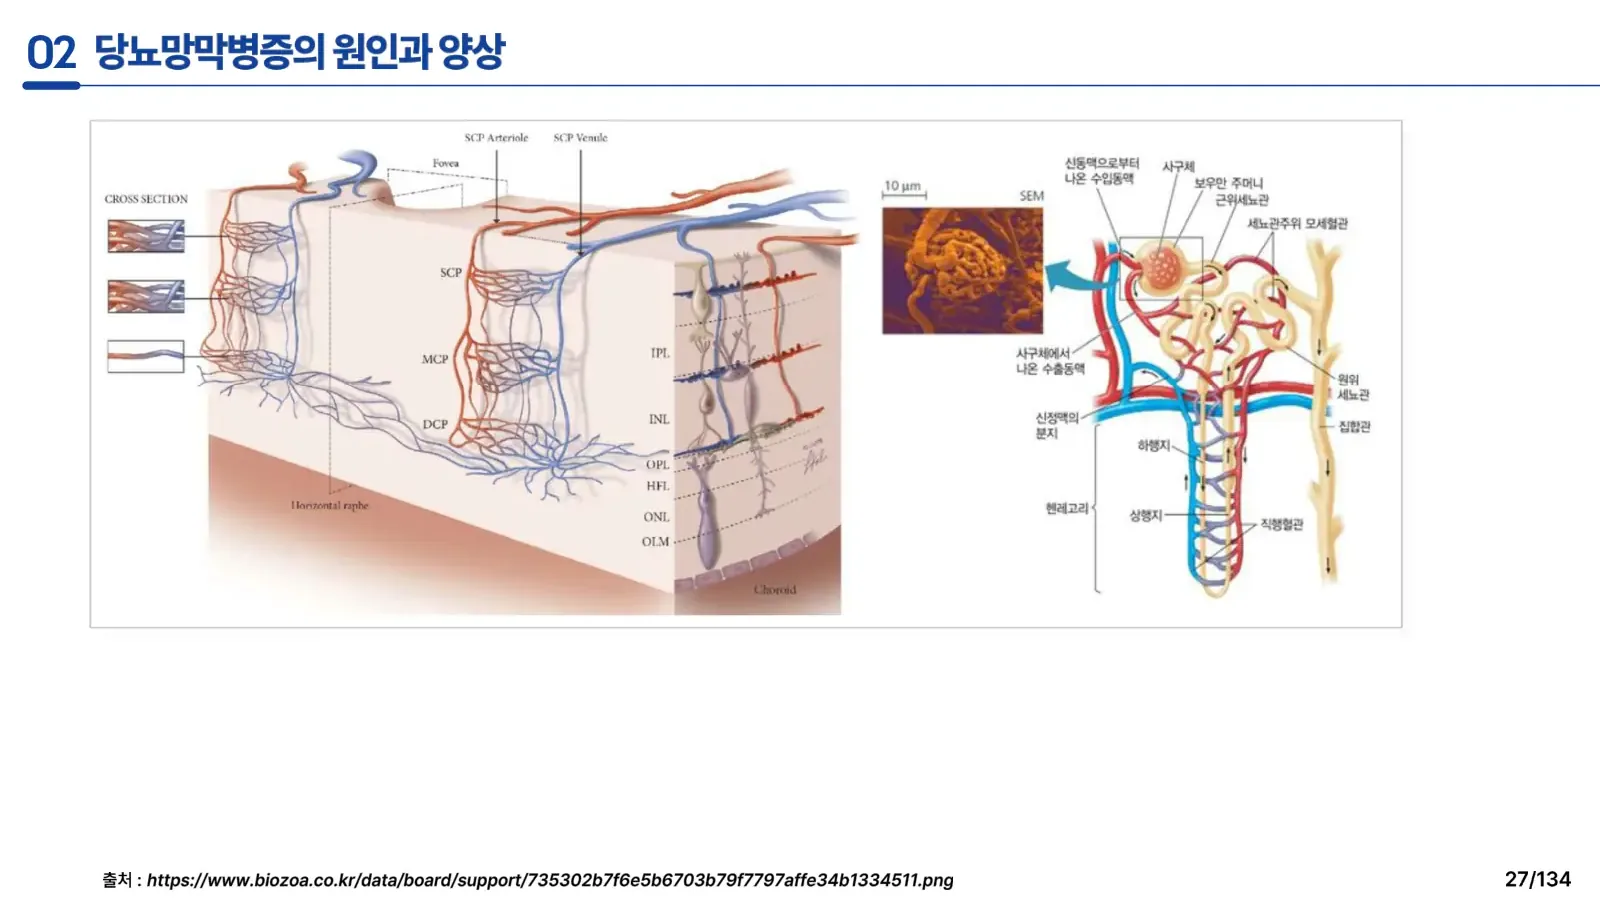 02 당뇨망막병증의 원인과 양상
SCP Arteriole
SCP Venule
Fovea
CROSS SECTION
SCP
MCP
DCP
IPL
INL
OPL
HFL
ONL
OLM
Horizontal raphe
Choroid
10 μm
SEM
신동맥으로부터
나온 수입동맥
사구체
보우만 주머니
근위세뇨관
세뇨관주위 모세혈관
사구체에서
나온 수출동맥
원위
세뇨관
신정맥의
분지
집합관
하행지
헨레고리
상행지
직행혈관
출처 : https://www.biozoa.co.kr/data/board/support/735302b7f6e5b6703b79f7797affe34b1334511.png
27/134